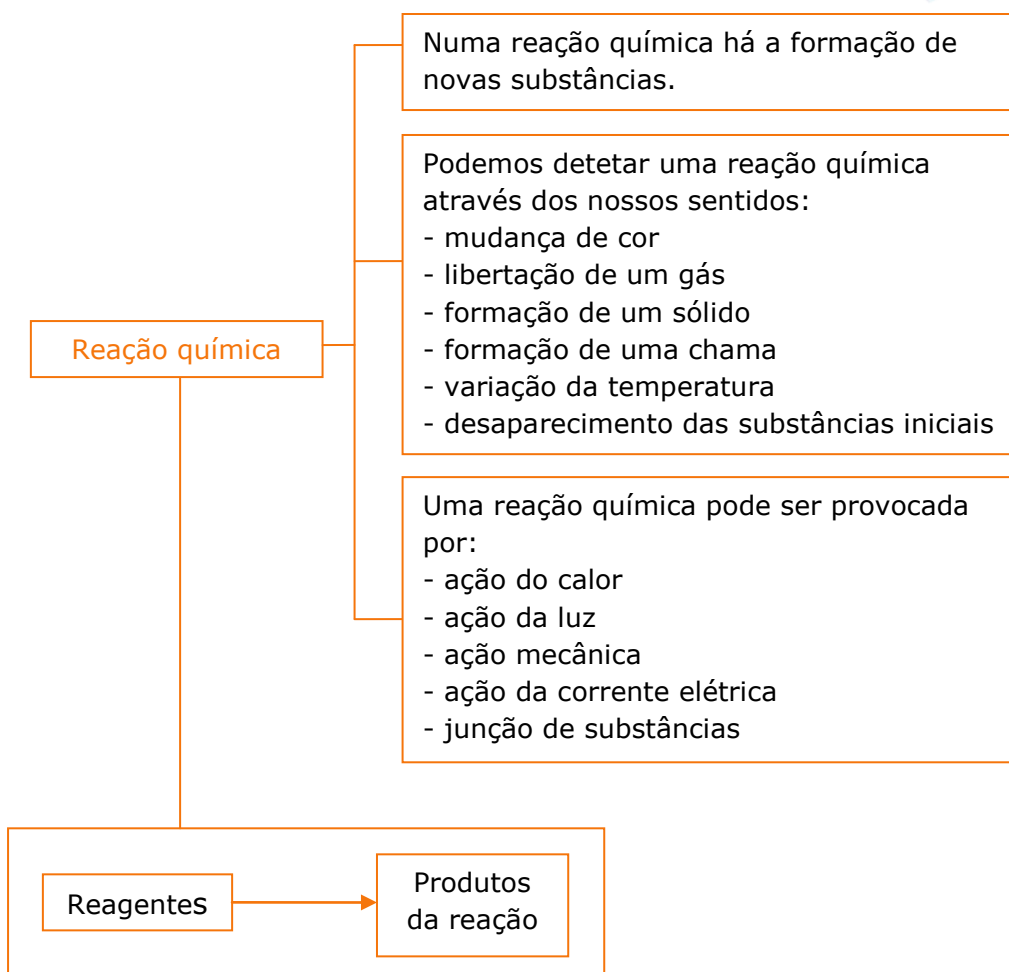 Numa reação química há a formação de
novas substâncias.
Podemos detetar uma reação química
através dos nossos sentidos:
- mudança de cor
- libertação de um gás
- formação de um sólido
- formação de uma chama
- variação da temperatura
- desaparecimento das substâncias iniciais
Reação química
Uma reação química pode ser provocada
por:
- ação do calor
- ação da luz
- ação mecânica
- ação da corrente elétrica
- junção de substâncias
Reagentes
Produtos
da reação